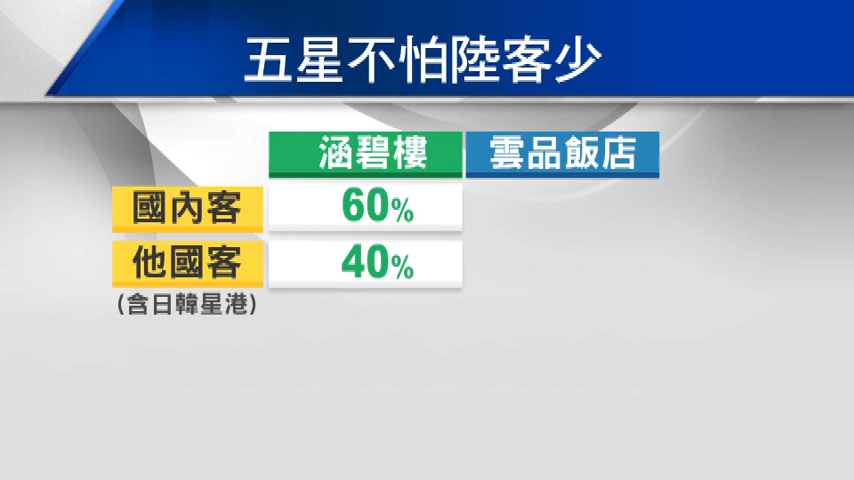 五星不怕陸客少
涵碧樓 雲品飯店
國內客 60%
他國客 40%
(含日韓星港)